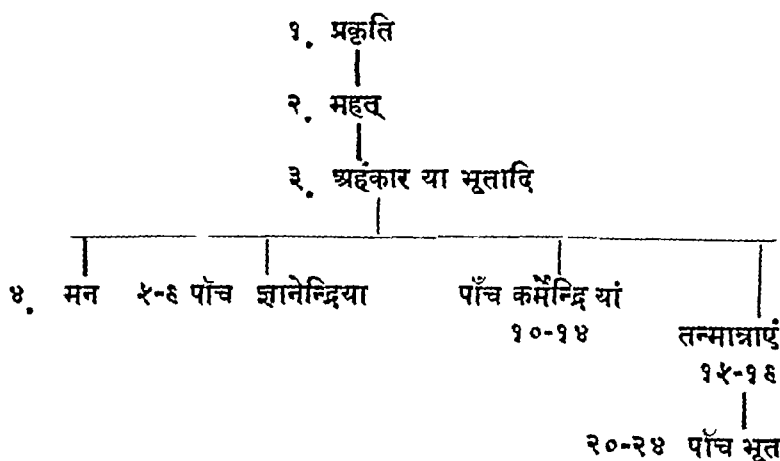 १. प्रकृति
२. महत्
३. अहंकार या भूतादि
४. मन ५-९ पॉच ज्ञानेन्द्रिया पाँच कर्मेन्द्रियां
१०-१४ तन्मात्राएं
१५-१९
२०-२४ पॉच भूत